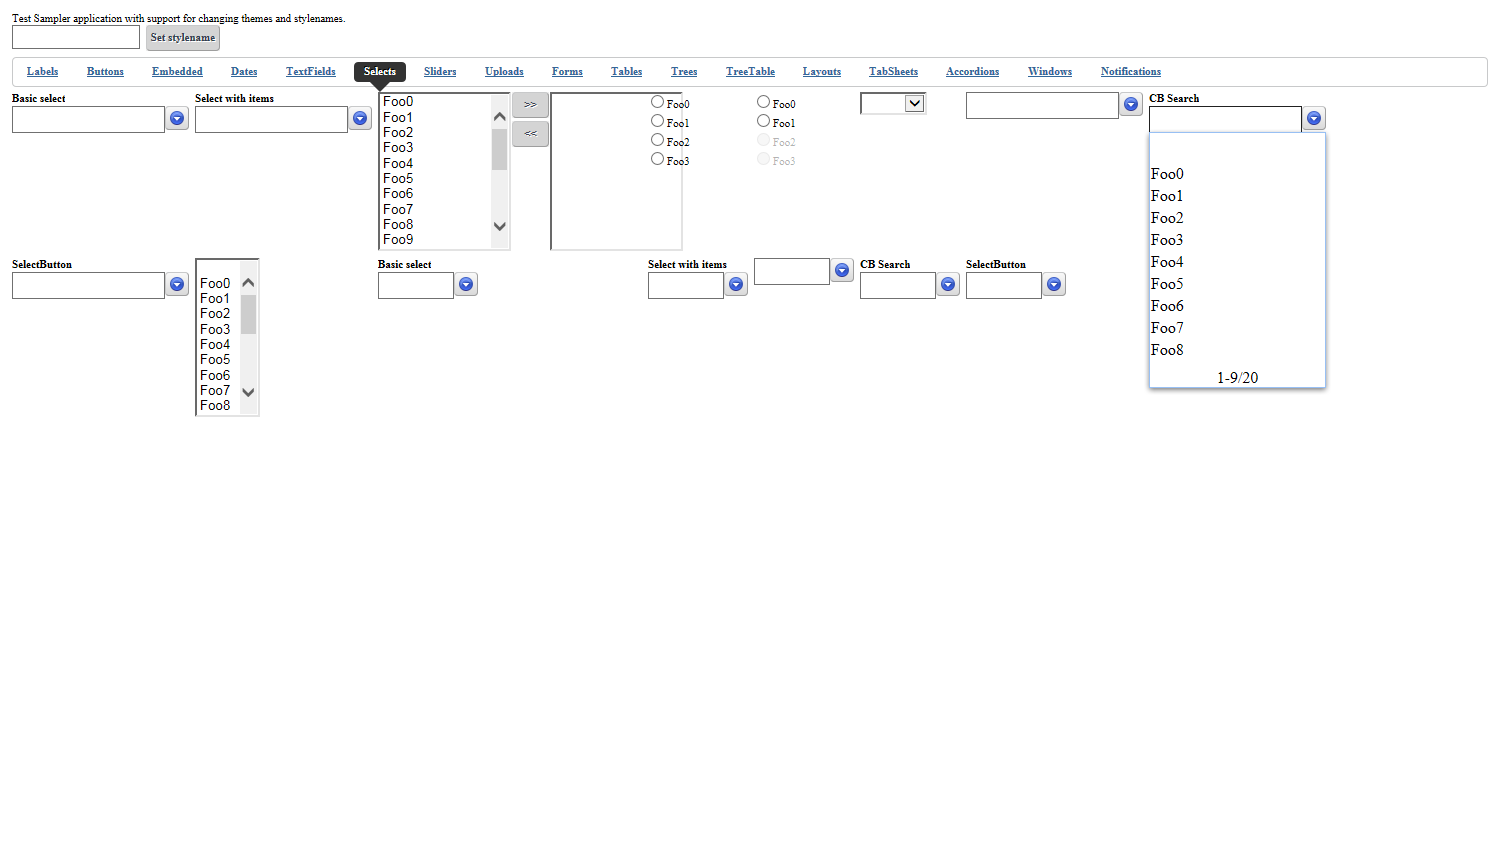 Test Sampler application with support for changing themes and stylenames.
Set stylename
Labels Buttons Embedded Dates TextFields Selects Sliders Uploads Forms Tables Trees TreeTable Layouts TabSheets Accordions Windows Notifications
Basic select
Select with items
Foo0
Foo1
Foo2
Foo3
Foo4
Foo5
Foo6
Foo7
Foo8
Foo9
>>
<<
Foo0
Foo1
Foo2
Foo3
Foo0
Foo1
Foo2
Foo3
CB Search
Foo0
Foo1
Foo2
Foo3
Foo4
Foo5
Foo6
Foo7
Foo8
1-9/20
SelectButton
Foo0
Foo1
Foo2
Foo3
Foo4
Foo5
Foo6
Foo7
Foo8
Basic select
Select with items
CB Search
SelectButton